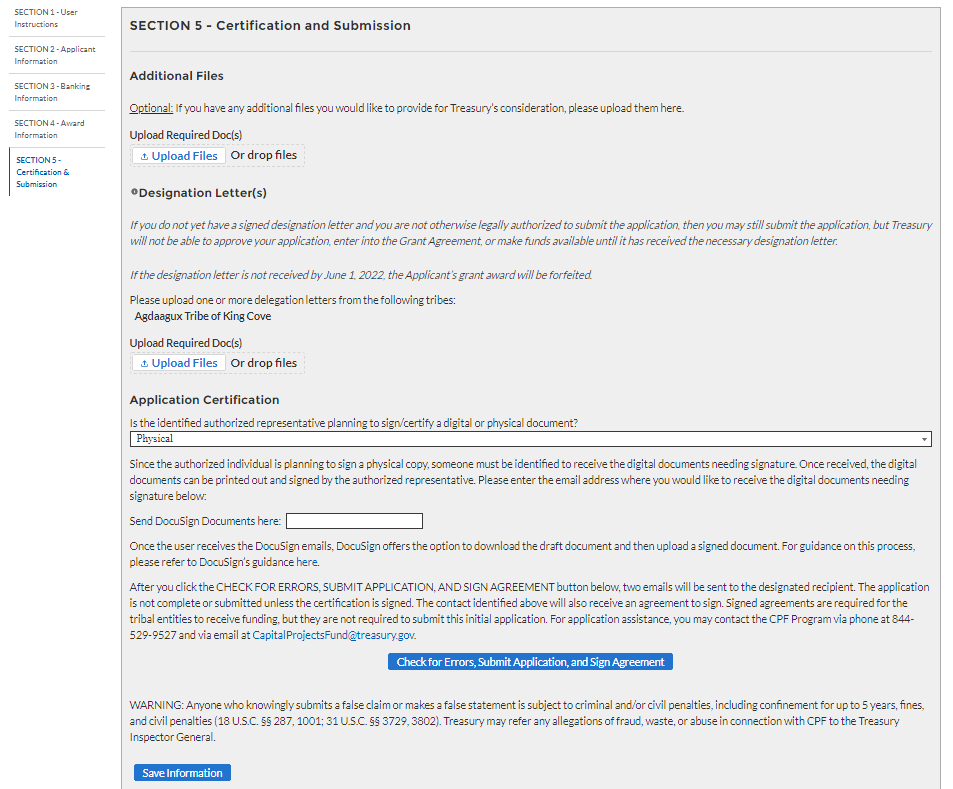 SECTION 1 - User
Instructions
SECTION 2 - Applicant
Information
SECTION 3 - Banking
Information
SECTION 4 - Award
Information
SECTION 5 -
Certification &
Submission
SECTION 5 - Certification and Submission
Additional Files
Optional: If you have any additional files you would like to provide for Treasury's consideration, please upload them here.
Upload Required Doc(s)
Upload Files Or drop files
Designation Letter(s)
If you do not yet have a signed designation letter and you are not otherwise legally authorized to submit the application, then you may still submit the application, but Treasury
will not be able to approve your application, enter into the Grant Agreement, or make funds available until it has received the necessary designation letter.
If the designation letter is not received by June 1, 2022, the Applicant's grant award will be forfeited.
Please upload one or more delegation letters from the following tribes:
Agdaagux Tribe of King Cove
Upload Required Doc(s)
Upload Files Or drop files
Application Certification
Is the identified authorized representative planning to sign/certify a digital or physical document?
Physical
Since the authorized individual is planning to sign a physical copy, someone must be identified to receive the digital documents needing signature. Once received, the digital
documents can be printed out and signed by the authorized representative. Please enter the email address where you would like to receive the digital documents needing
signature below:
Send DocuSign Documents here:
Once the user receives the DocuSign emails, DocuSign offers the option to download the draft document and then upload a signed document. For guidance on this process,
please refer to DocuSign's guidance here.
After you click the CHECK FOR ERRORS, SUBMIT APPLICATION, AND SIGN AGREEMENT button below, two emails will be sent to the designated recipient. The application
is not complete or submitted unless the certification is signed. The contact identified above will also receive an agreement to sign. Signed agreements are required for the
tribal entities to receive funding, but they are not required to submit this initial application. For application assistance, you may contact the CPF Program via phone at 844-
529-9527 and via email at CapitalProjectsFund@treasury.gov.
Check for Errors, Submit Application, and Sign Agreement
WARNING: Anyone who knowingly submits a false claim or makes a false statement is subject to criminal and/or civil penalties, including confinement for up to 5 years, fines,
and civil penalties (18 U.S.C. §§ 287, 1001; 31 U.S.C. §§ 3729, 3802). Treasury may refer any allegations of fraud, waste, or abuse in connection with CPF to the Treasury
Inspector General.
Save Information